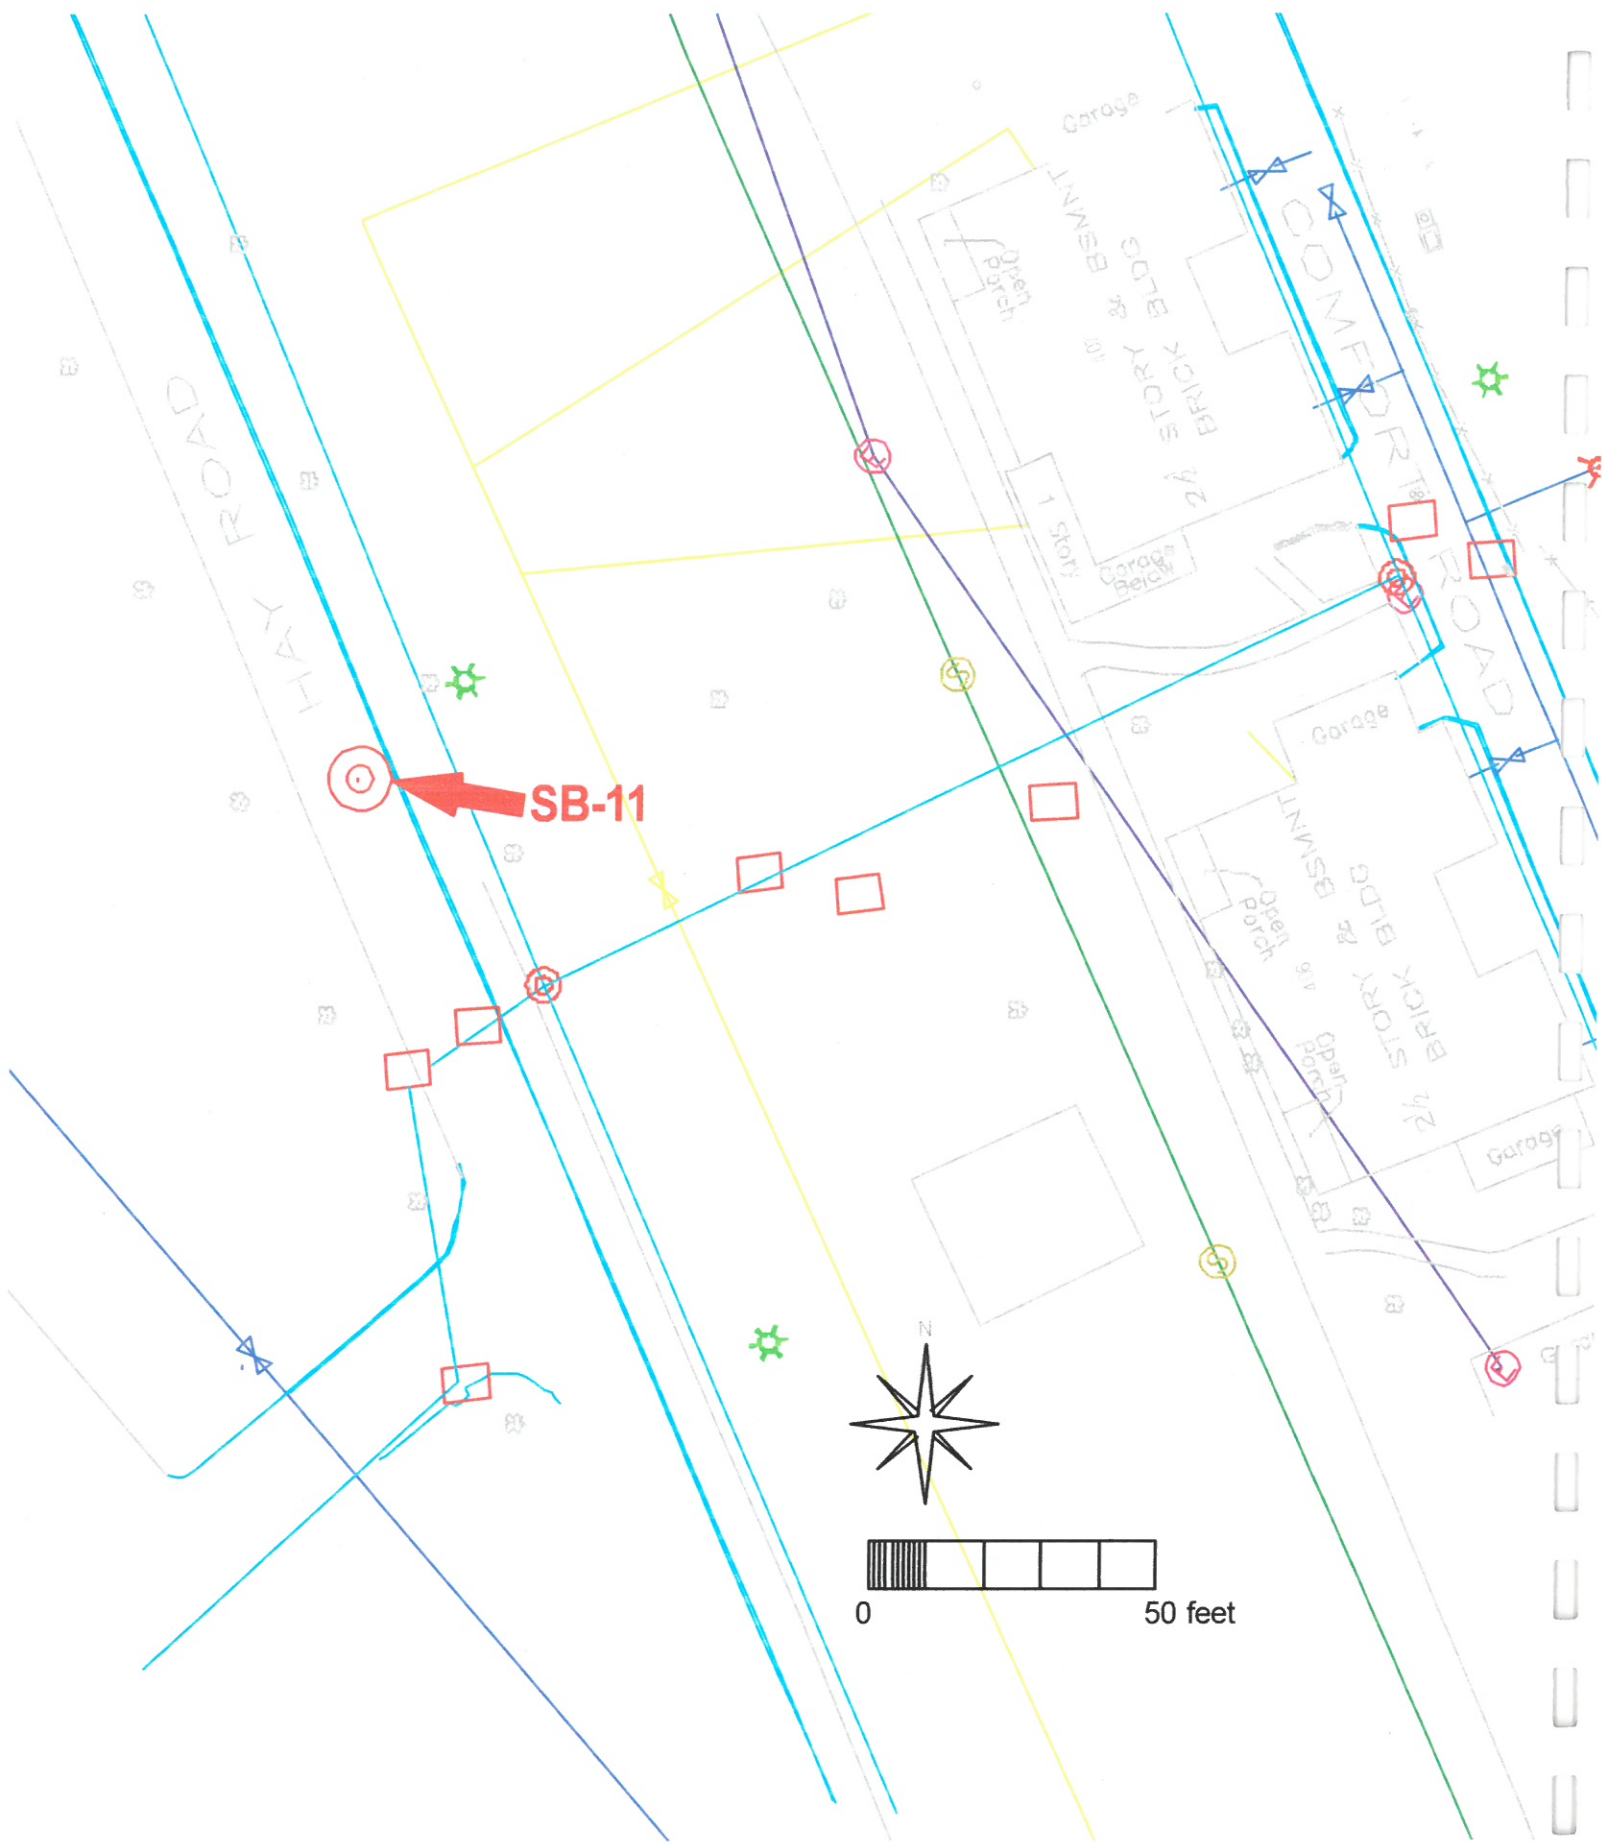 Garage
COMFORT ROAD
Open
Porch
2½ STORY & BSMNT
BRICK BLDG
HAY ROAD
1 Story
Garage
Below
SB-11
Garage
Open
Porch
2½ STORY & BSMNT
BRICK BLDG
Open
Porch
Garage
S
S
N
0
50 feet